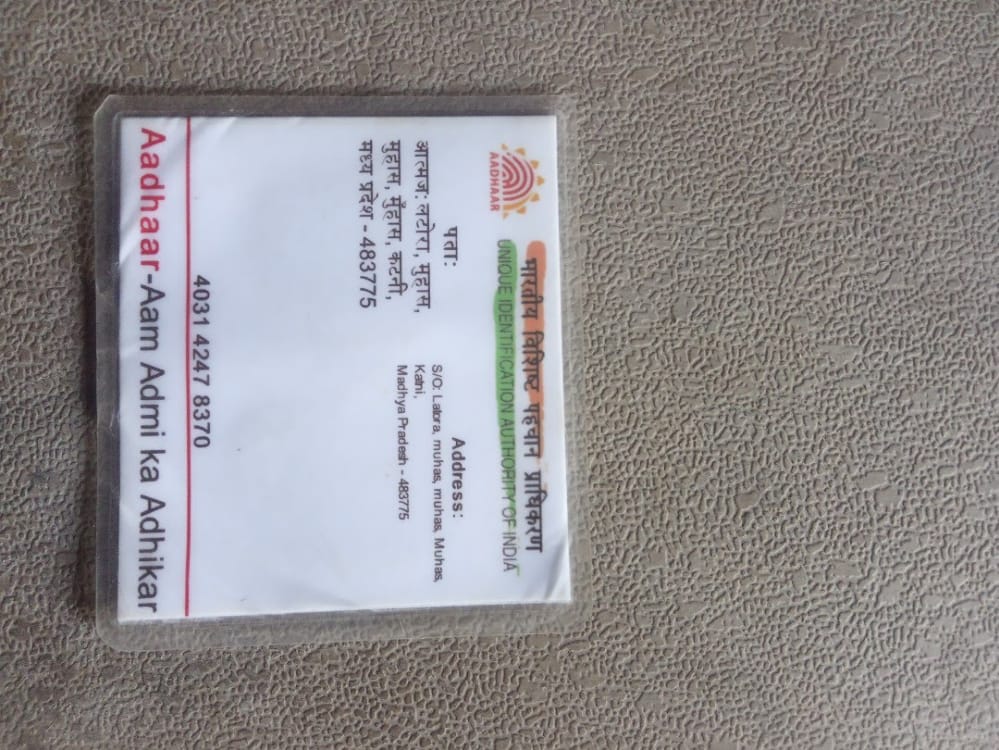 भारतीय विशिष्ट पहचान प्राधिकरण
UNIQUE IDENTIFICATION AUTHORITY OF INDIA
AADHAAR
पता:
आत्मज: लटोरा, मुहास,
मुहास, मुँहास, कटनी,
मध्य प्रदेश - 483775
Address:
S/O: Latora, muhas, muhas, Muhas,
Katni,
Madhya Pradesh - 483775
4031 4247 8370
Aadhaar-Aam Admi ka Adhikar